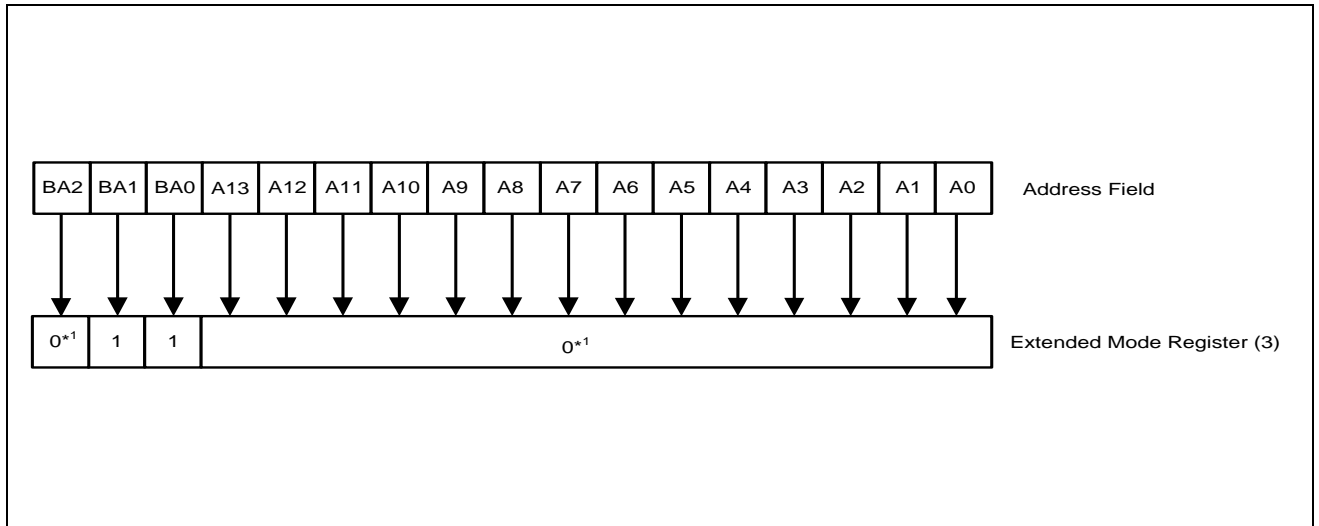 BA2 BA1 BA0 A13 A12 A11 A10 A9 A8 A7 A6 A5 A4 A3 A2 A1 A0 Address Field
0*1 1 1 0*1 Extended Mode Register (3)